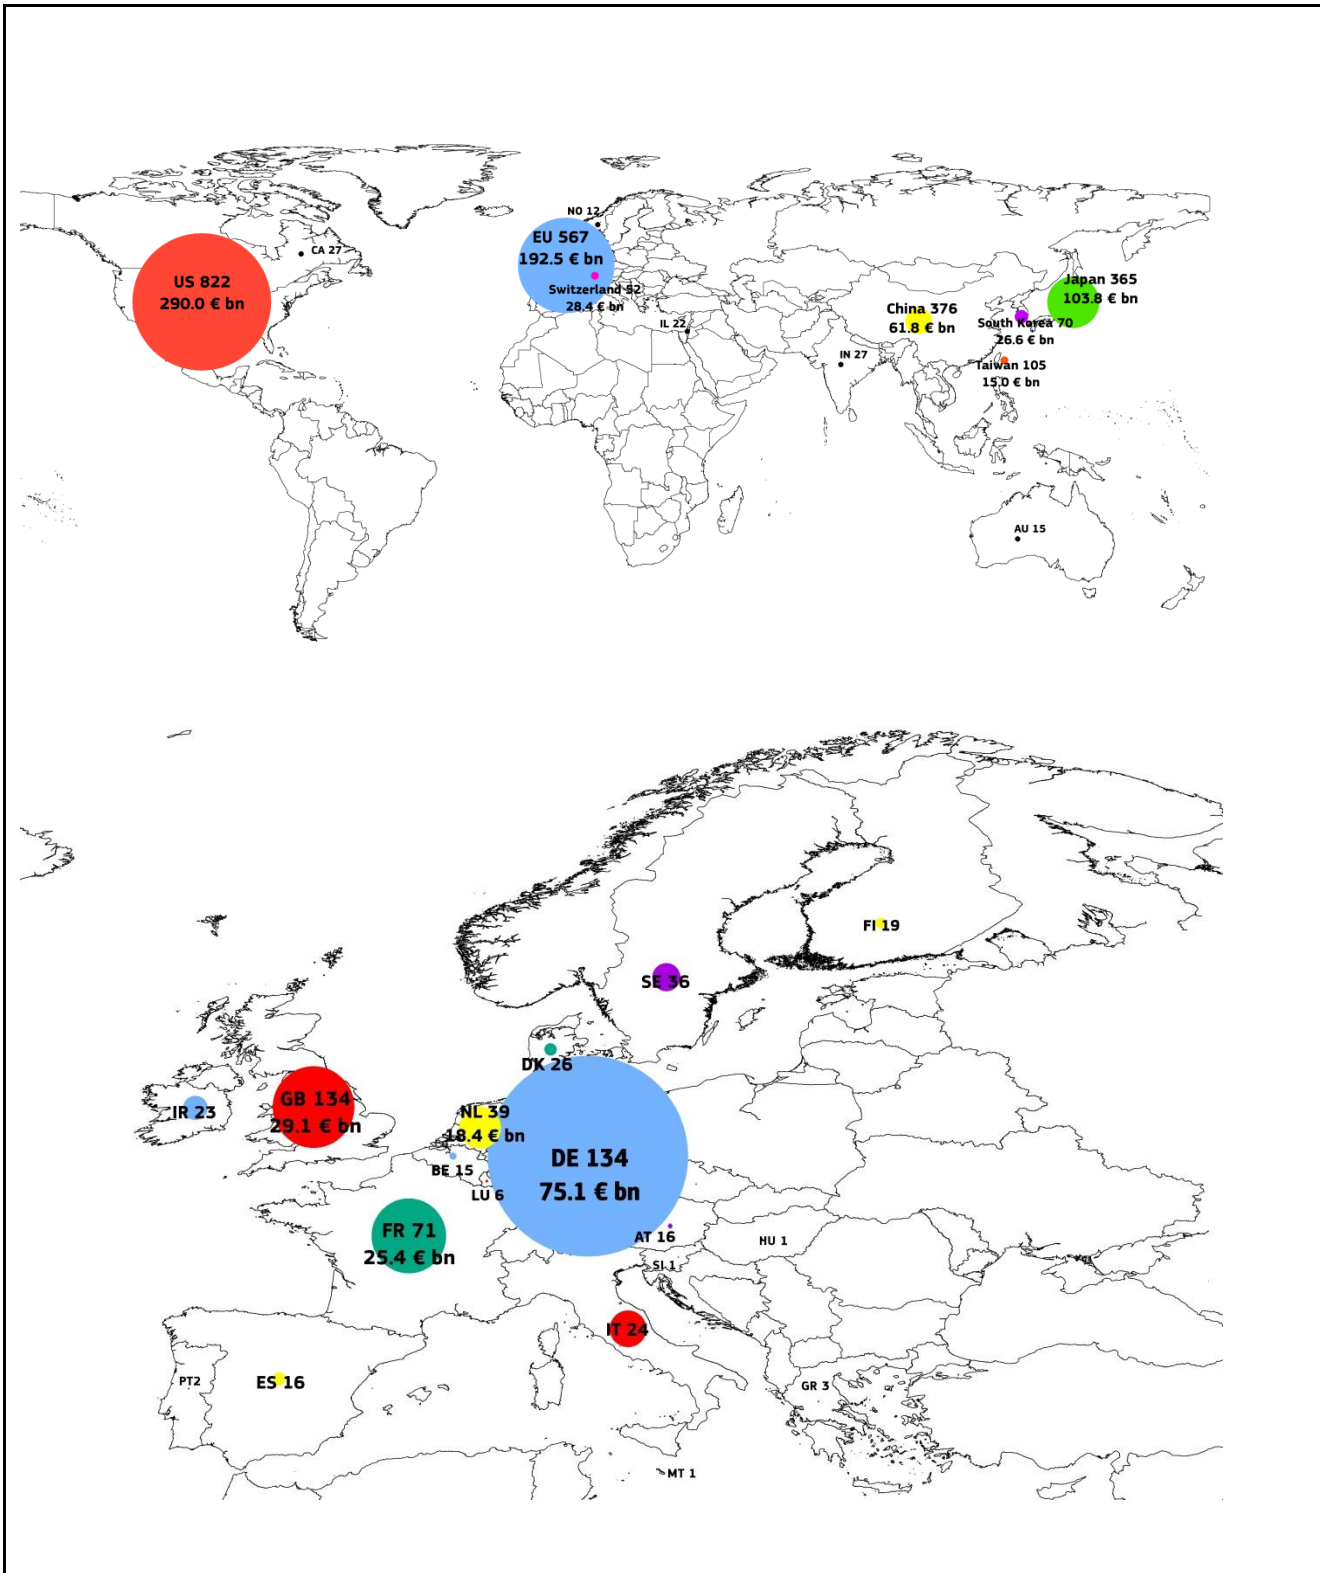 NO 12
EU 567
192.5 € bn
CA 27
US 822
290.0 € bn
Switzerland 52
28.4 € bn
IL 22
IN 27
China 376
61.8 € bn
Japan 365
103.8 € bn
South Korea 70
26.6 € bn
Taiwan 105
15.0 € bn
AU 15
FI 19
SE 36
DK 26
IR 23
GB 134
29.1 € bn
NL 39
18.4 € bn
BE 15
LU 6
DE 134
75.1 € bn
FR 71
25.4 € bn
AT 16
HU 1
SI 1
IT 24
PT2
ES 16
GR 3
MT 1